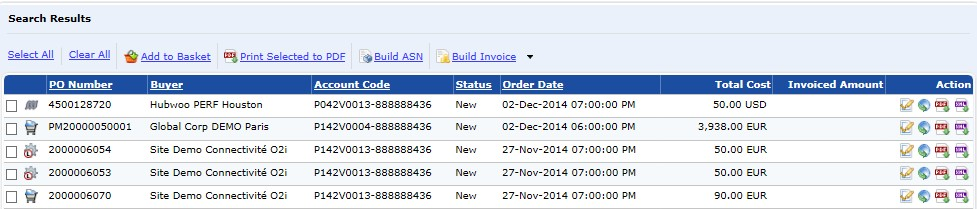 Search Results
Select All Clear All Add to Basket Print Selected to PDF Build ASN Build Invoice
PO Number Buyer Account Code Status Order Date Total Cost Invoiced Amount Action
4500128720 Hubwoo PERF Houston P042V0013-888888436 New 02-Dec-2014 07:00:00 PM 50.00 USD
PM20000050001 Global Corp DEMO Paris P142V0004-888888436 New 02-Dec-2014 06:00:00 PM 3,938.00 EUR
2000006054 Site Demo Connectivité O2i P142V0013-888888436 New 27-Nov-2014 07:00:00 PM 50.00 EUR
2000006053 Site Demo Connectivité O2i P142V0013-888888436 New 27-Nov-2014 07:00:00 PM 50.00 EUR
2000006070 Site Demo Connectivité O2i P142V0013-888888436 New 27-Nov-2014 07:00:00 PM 90.00 EUR